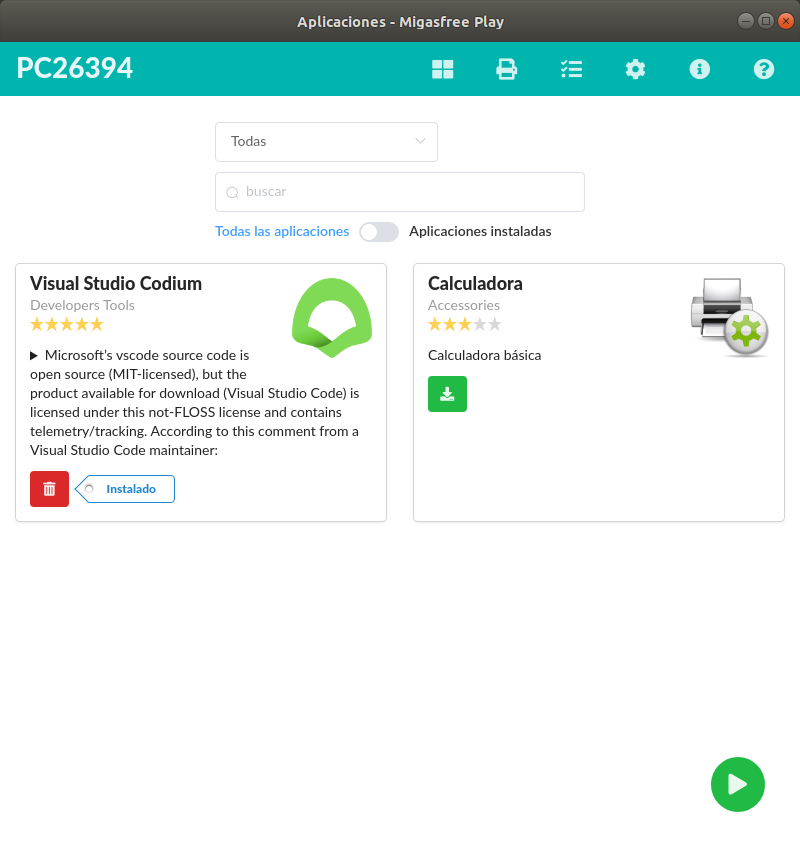 Aplicaciones - Migasfree Play
PC26394
Todas
buscar
Todas las aplicaciones
Aplicaciones instaladas
Visual Studio Codium
Developers Tools
Microsoft's vscode source code is
open source (MIT-licensed), but the
product available for download (Visual Studio Code) is
licensed under this not-FLOSS license and contains
telemetry/tracking. According to this comment from a
Visual Studio Code maintainer:
Instalado
Calculadora
Accessories
Calculadora básica